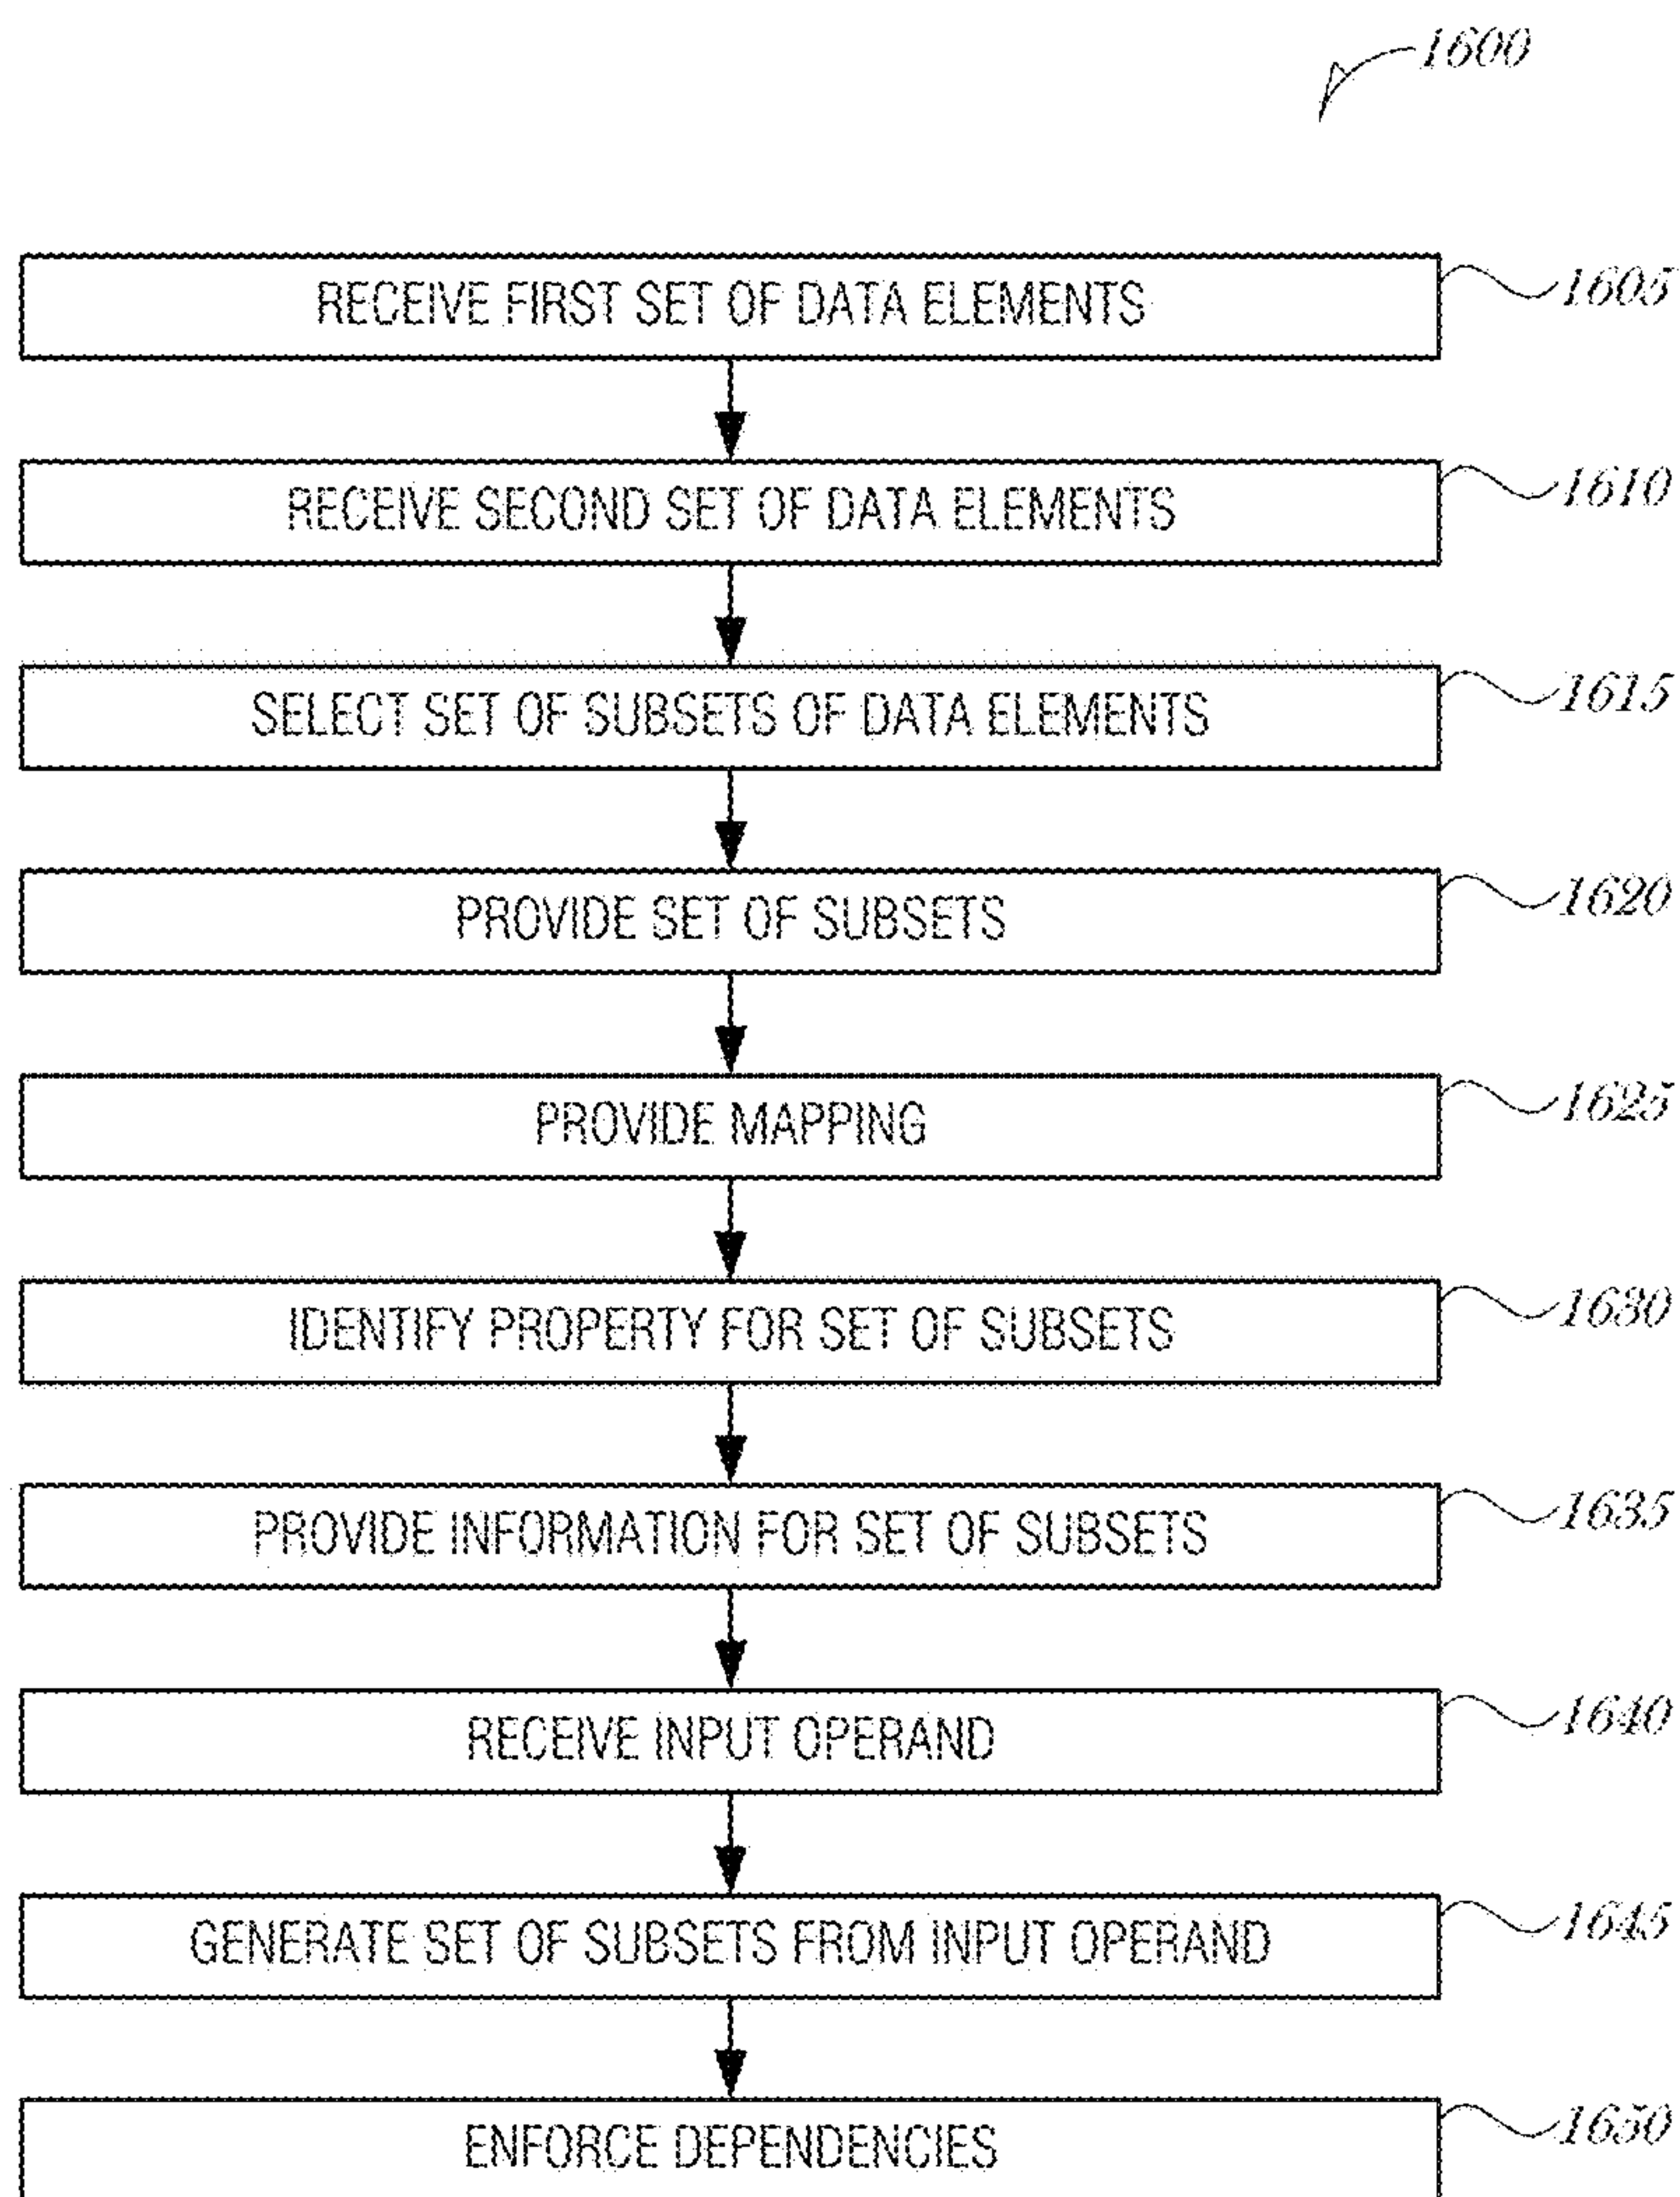 1600
RECEIVE FIRST SET OF DATA ELEMENTS 1605
RECEIVE SECOND SET OF DATA ELEMENTS 1610
SELECT SET OF SUBSETS OF DATA ELEMENTS 1615
PROVIDE SET OF SUBSETS 1620
PROVIDE MAPPING 1625
IDENTIFY PROPERTY FOR SET OF SUBSETS 1630
PROVIDE INFORMATION FOR SET OF SUBSETS 1635
RECEIVE INPUT OPERAND 1640
GENERATE SET OF SUBSETS FROM INPUT OPERAND 1645
ENFORCE DEPENDENCIES 1650